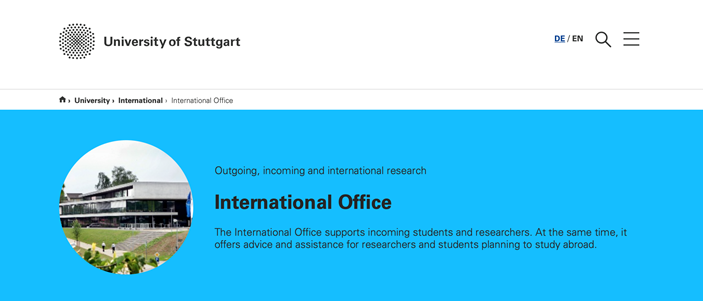 University of Stuttgart
DE / EN
University › International › International Office
Outgoing, incoming and international research
International Office
The International Office supports incoming students and researchers. At the same time, it
offers advice and assistance for researchers and students planning to study abroad.